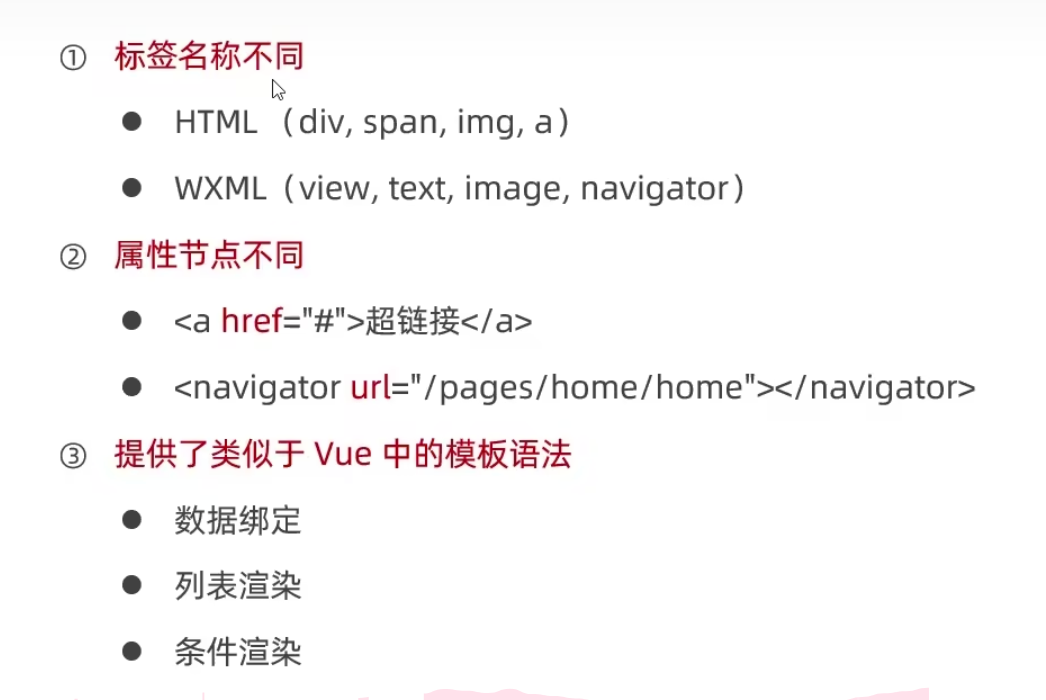 ① 标签名称不同
● HTML（div, span, img, a）
● WXML（view, text, image, navigator）
② 属性节点不同
● <a href="#">超链接</a>
● <navigator url="/pages/home/home"></navigator>
③ 提供了类似于 Vue 中的模板语法
● 数据绑定
● 列表渲染
● 条件渲染